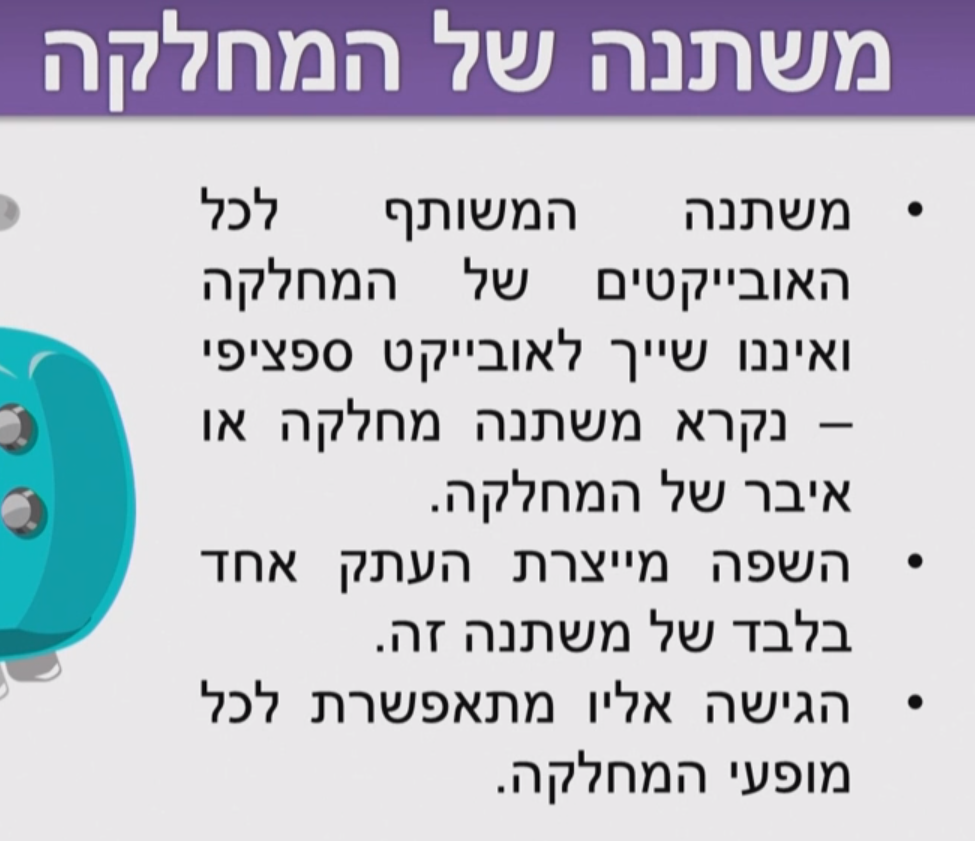 משתנה של המחלקה
• משתנה המשותף לכל
האובייקטים של המחלקה
ואיננו שייך לאובייקט ספציפי
– נקרא משתנה מחלקה או
איבר של המחלקה.
• השפה מייצרת העתק אחד
בלבד של משתנה זה.
• הגישה אליו מתאפשרת לכל
מופעי המחלקה.